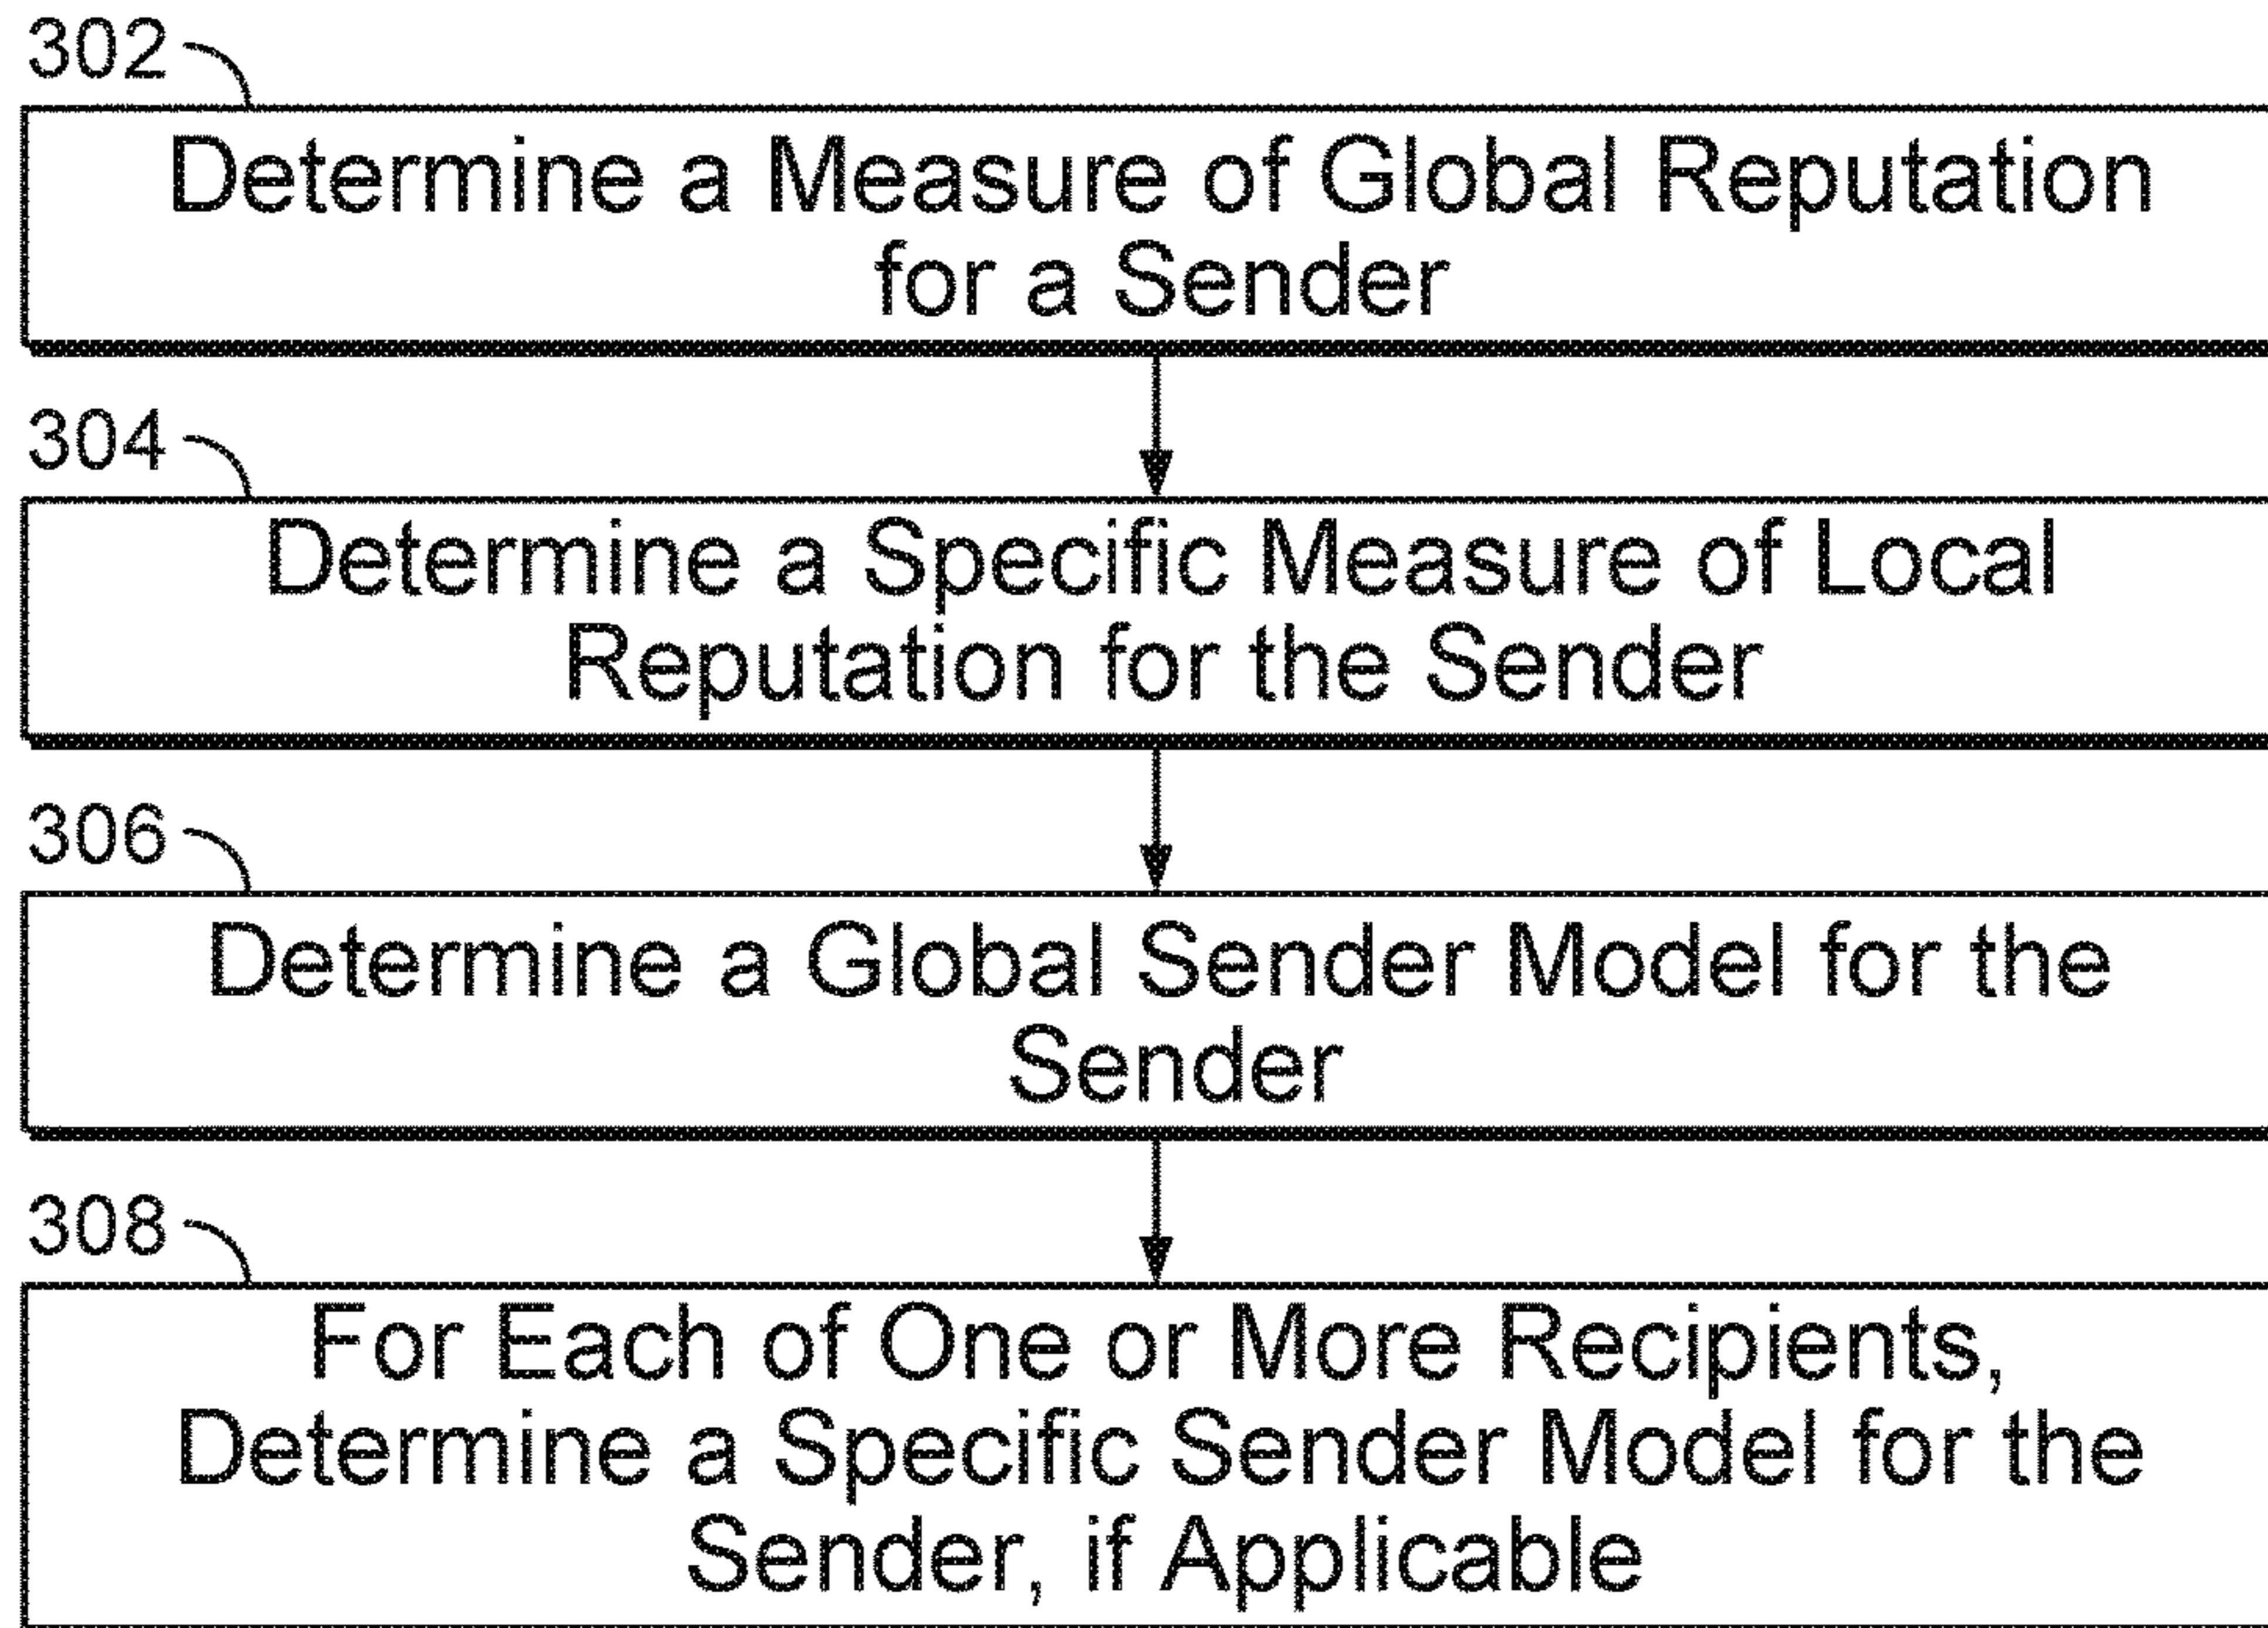 302
Determine a Measure of Global Reputation
for a Sender
304
Determine a Specific Measure of Local
Reputation for the Sender
306
Determine a Global Sender Model for the
Sender
308
For Each of One or More Recipients,
Determine a Specific Sender Model for the
Sender, if Applicable